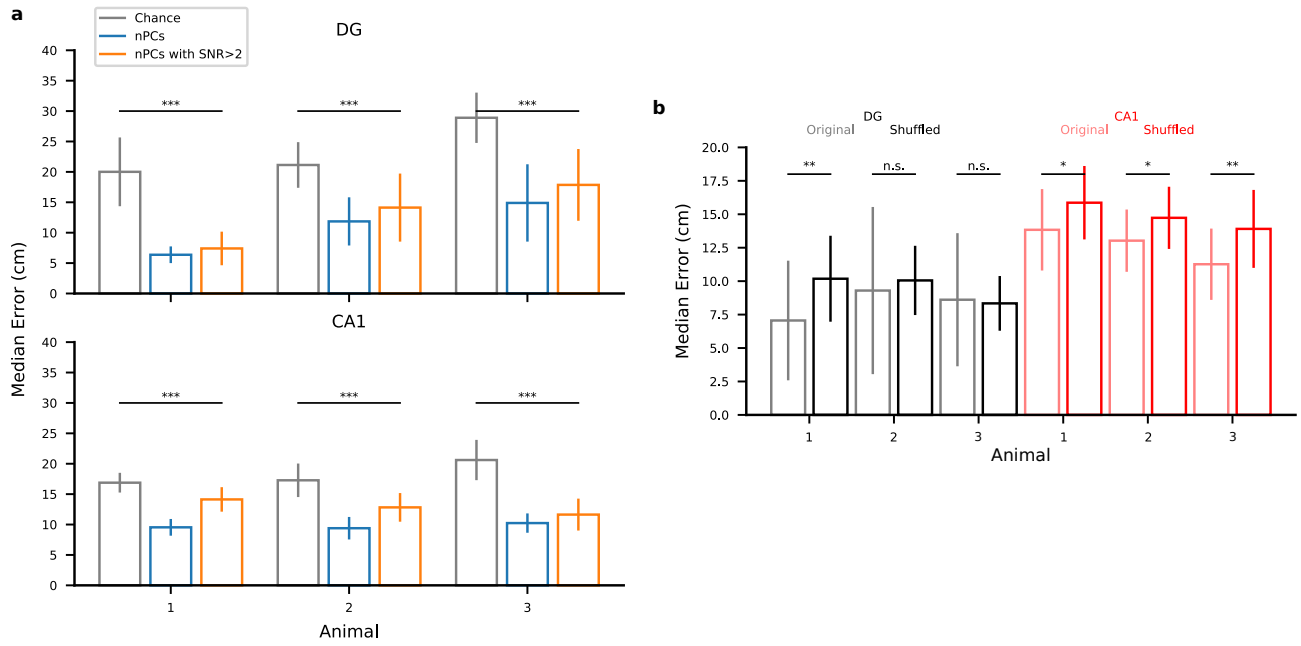 a
Chance
nPCs
nPCs with SNR>2
DG
40
35
30
25
20
15
10
5
0
***
***
***
CA1
40
35
30
25
20
15
10
5
0
***
***
***
1
2
3
Animal
Median Error (cm)
b
DG
Original Shuffled
CA1
Original Shuffled
20.0
17.5
15.0
12.5
10.0
7.5
5.0
2.5
0.0
**
n.s.
n.s.
*
*
**
1
2
3
1
2
3
Animal
Median Error (cm)